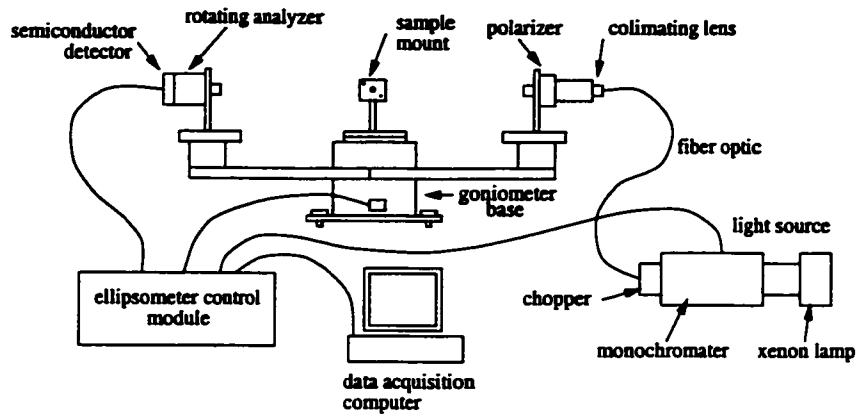 semiconductor
detector
rotating analyzer
sample
mount
polarizer
colimating lens
fiber optic
goniometer
base
light source
ellipsometer control
module
chopper
monochromater
xenon lamp
data acquisition
computer